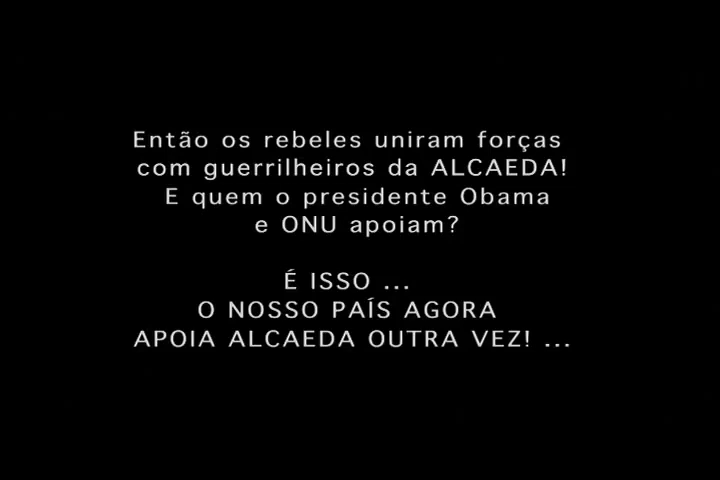 Então os rebeles uniram forças
com guerrilheiros da ALCAEDA!
E quem o presidente Obama
e ONU apoiam?
É ISSO ...
O NOSSO PAÍS AGORA
APOIA ALCAEDA OUTRA VEZ! ...